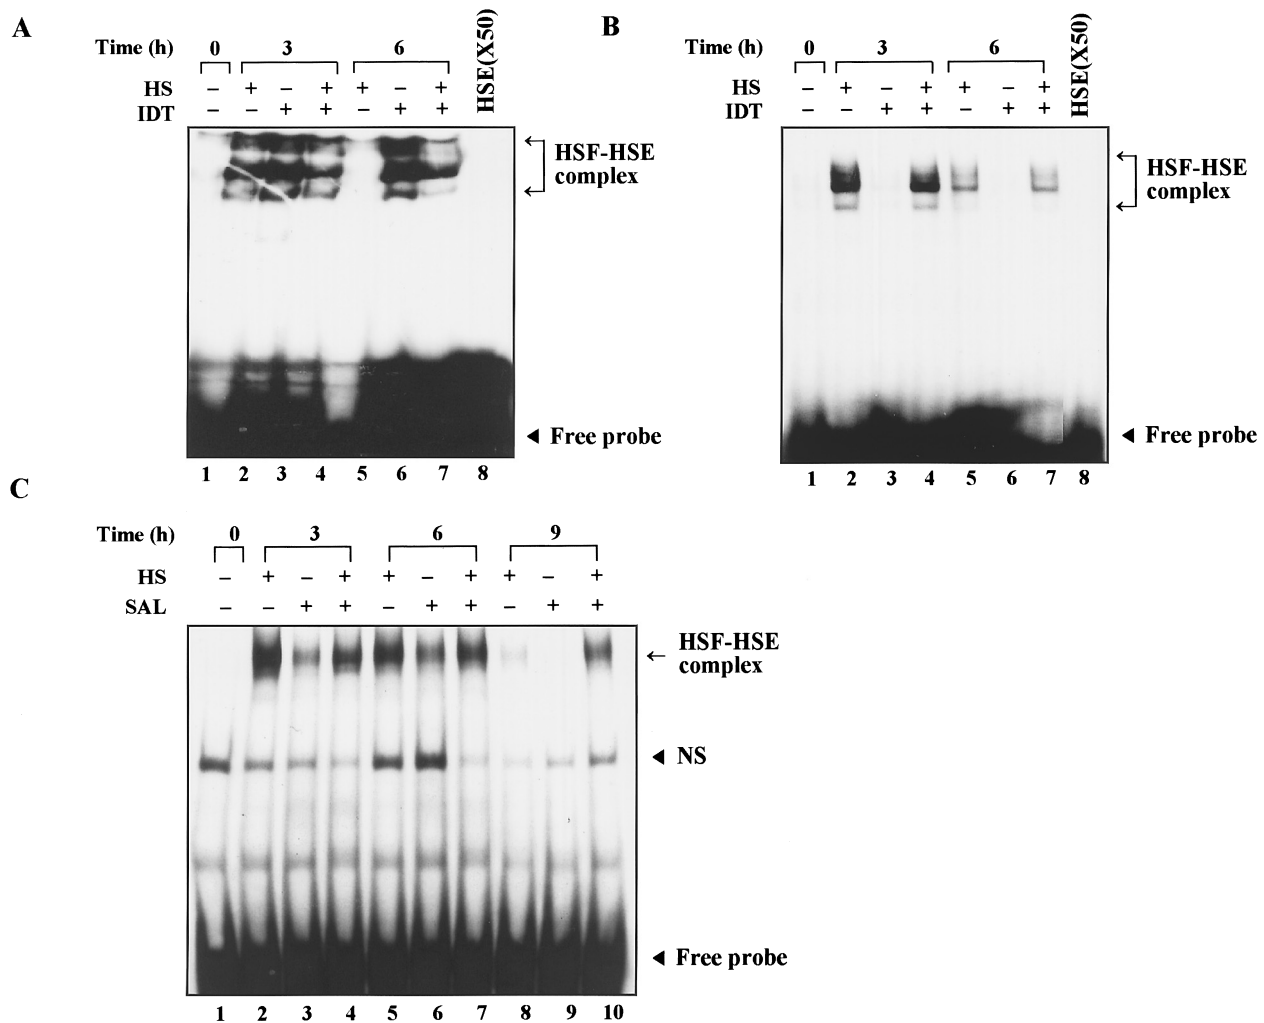 A
Time (h) 0 3 6 HSE(X50)
HS – + – + + – +
IDT – – + + – + +
HSF-HSE
complex
Free probe
1 2 3 4 5 6 7 8
B
Time (h) 0 3 6 HSE(X50)
HS – + – + + – +
IDT – – + + – + +
HSF-HSE
complex
Free probe
1 2 3 4 5 6 7 8
C
Time (h) 0 3 6 9
HS – + – + + – + + – +
SAL – – + + – + + – + +
HSF-HSE
complex
NS
Free probe
1 2 3 4 5 6 7 8 9 10